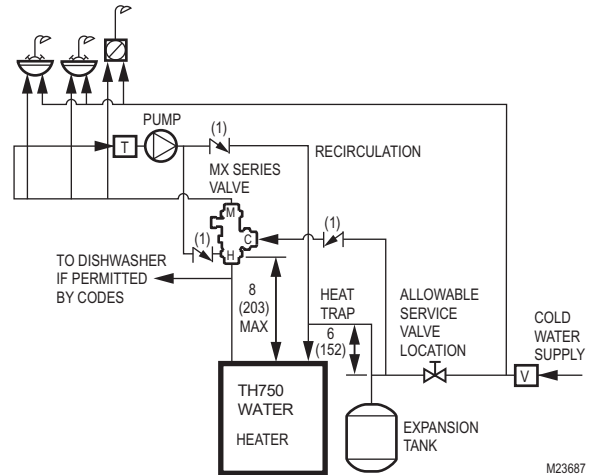 PUMP
(1)
T
RECIRCULATION
MX SERIES
VALVE
M
(1)
C
(1)
H
TO DISHWASHER
IF PERMITTED
BY CODES
8
(203)
MAX
HEAT
TRAP
6
(152)
ALLOWABLE
SERVICE
VALVE
LOCATION
COLD
WATER
SUPPLY
V
TH750
WATER
HEATER
EXPANSION
TANK
M23687